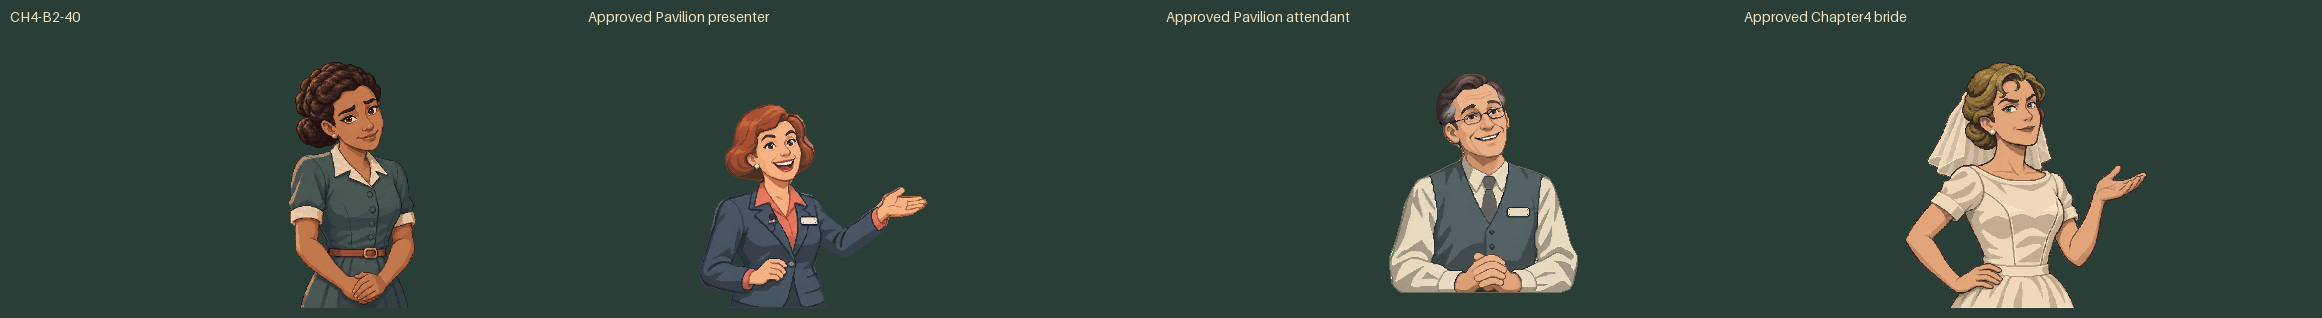 CH4-B2-40
Approved Pavilion presenter
Approved Pavilion attendant
Approved Chapter4 bride